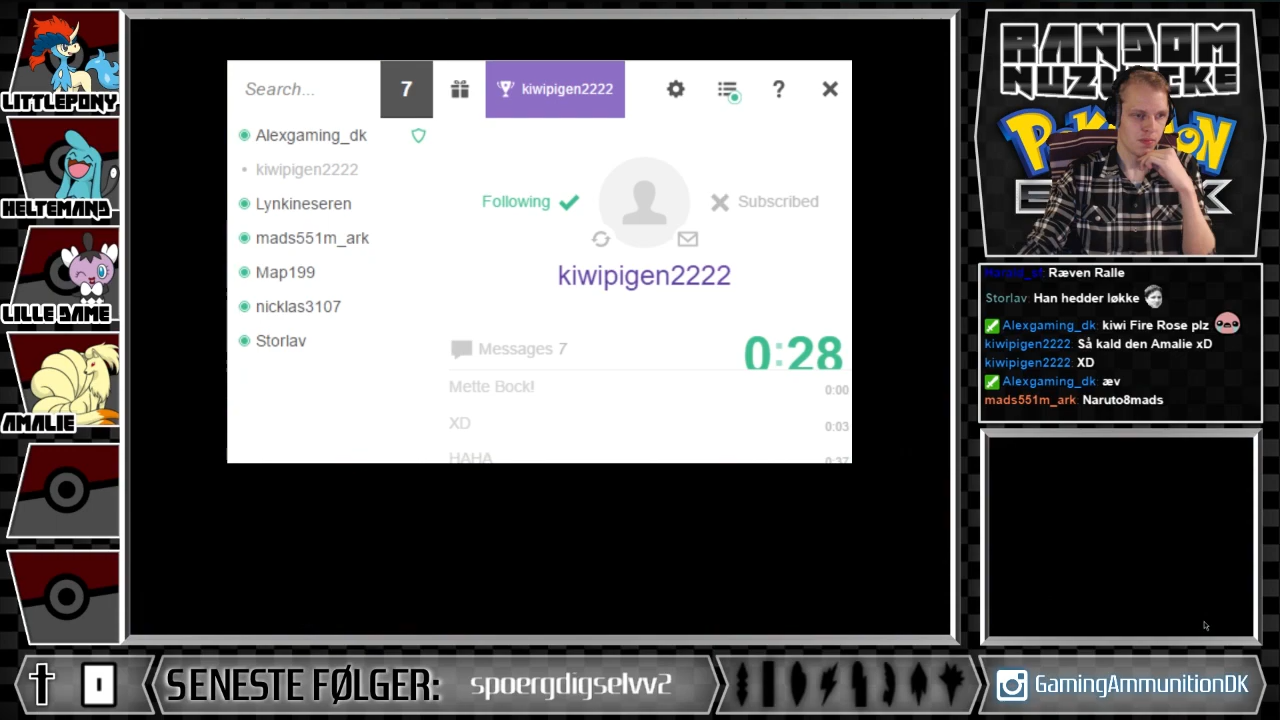 LITTLEPONY
HELTEMAND
LILLE DAME
AMALIE
Search...
7
kiwipigen2222
?
Alexgaming_dk
kiwipigen2222
Lynkineseren
mads551m_ark
Map199
nicklas3107
Storlav
Following
Subscribed
kiwipigen2222
Messages 7
0:28
Mette Bock!
0:00
XD
0:03
HAHA
0:37
RANDOM
NUZLOCKE
POKéMON
Ræven Ralle
Storlav: Han hedder løkke
Alexgaming_dk: kiwi Fire Rose plz
kiwipigen2222: Så kald den Amalie xD
kiwipigen2222: XD
Alexgaming_dk: æv
mads551m_ark: Naruto8mads
SENESTE FØLGER: spoergdigselvv2
GamingAmmunitionDK